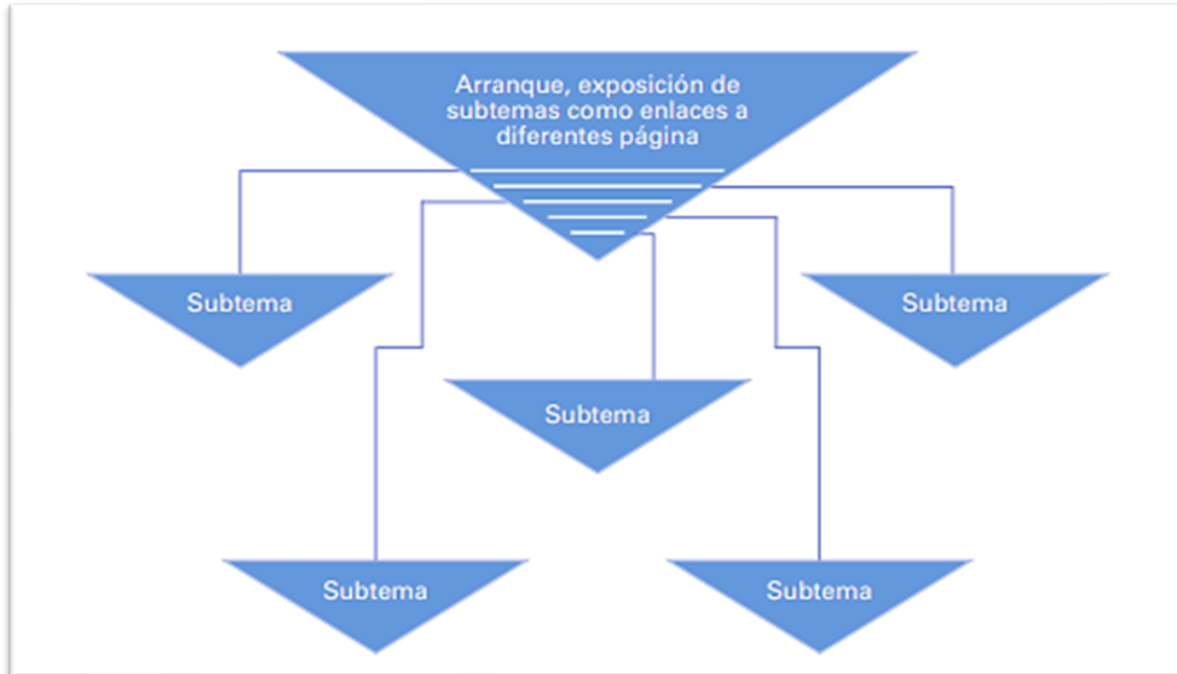 Arranque, exposición de
subtemas como enlaces a
diferentes página
Subtema
Subtema
Subtema
Subtema
Subtema